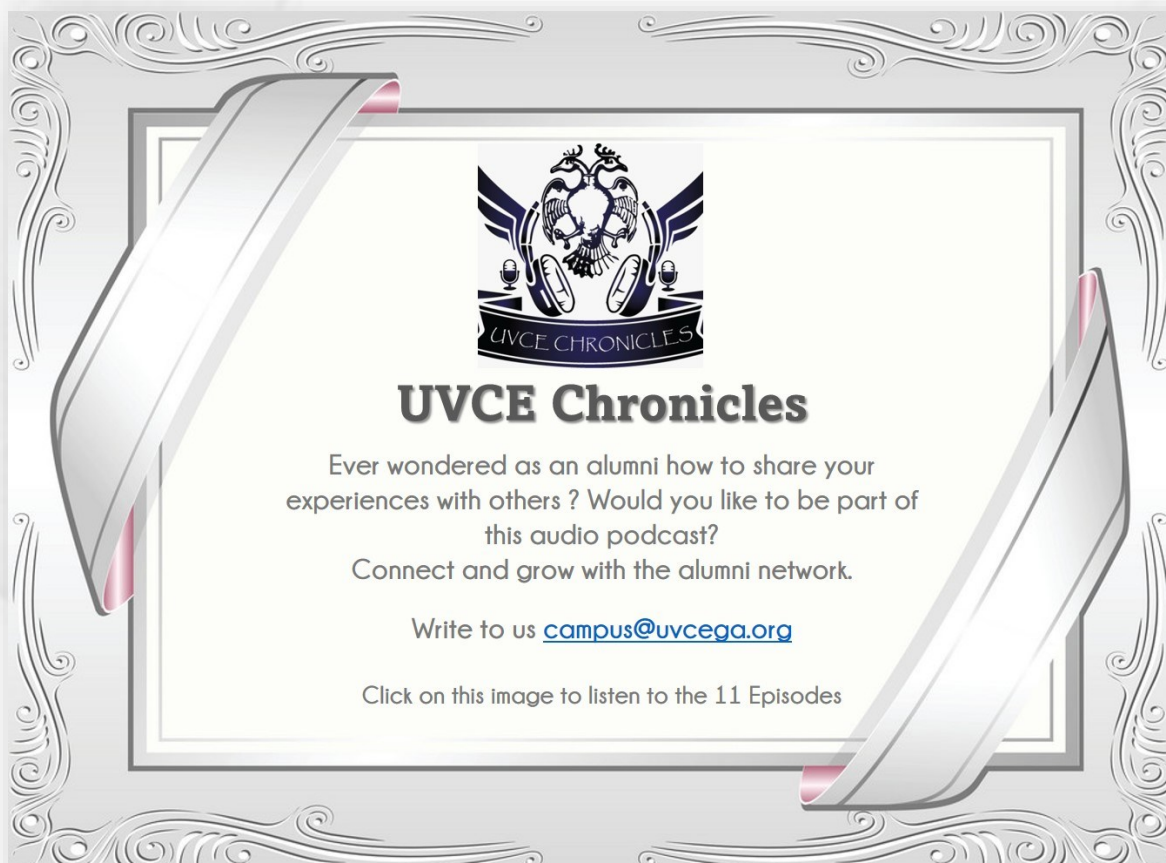 UVCE CHRONICLES
UVCE Chronicles
Ever wondered as an alumni how to share your
experiences with others ? Would you like to be part of
this audio podcast?
Connect and grow with the alumni network.
Write to us campus@uvcega.org
Click on this image to listen to the 11 Episodes